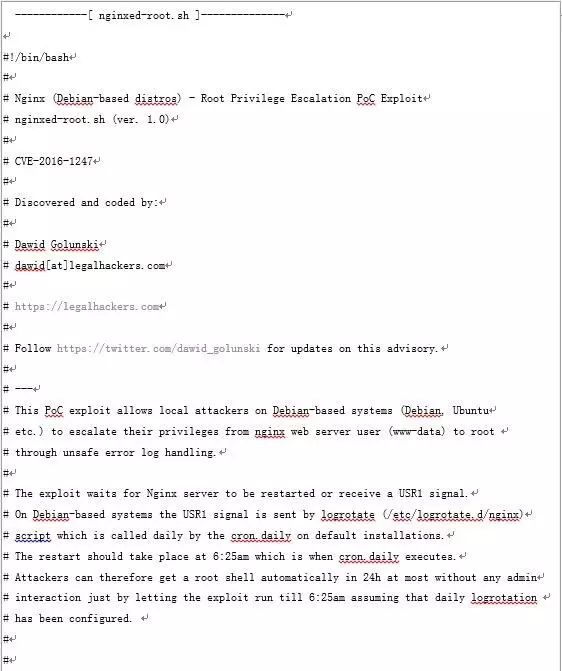 ------------[ nginxed-root.sh ]--------------
#!/bin/bash
#
# Nginx (Debian-based distros) - Root Privilege Escalation PoC Exploit
# nginxed-root.sh (ver. 1.0)
#
# CVE-2016-1247
#
# Discovered and coded by:
#
# Dawid Golunski
# dawid[at]legalhackers.com
#
# https://legalhackers.com
#
# Follow https://twitter.com/dawid_golunski for updates on this advisory.
#
# ---
# This PoC exploit allows local attackers on Debian-based systems (Debian, Ubuntu
# etc.) to escalate their privileges from nginx web server user (www-data) to root
# through unsafe error log handling.
#
# The exploit waits for Nginx server to be restarted or receive a USR1 signal.
# On Debian-based systems the USR1 signal is sent by logrotate (/etc/logrotate.d/nginx)
# script which is called daily by the cron.daily on default installations.
# The restart should take place at 6:25am which is when cron.daily executes.
# Attackers can therefore get a root shell automatically in 24h at most without any admin
# interaction just by letting the exploit run till 6:25am assuming that daily logrotation
# has been configured.
#
#